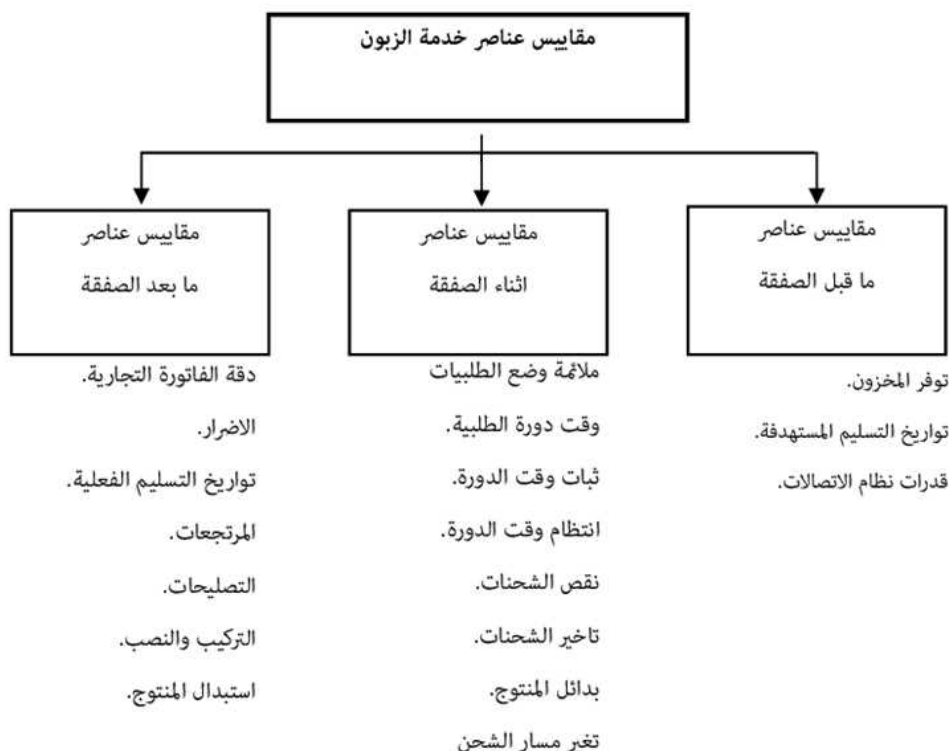 مقاييس عناصر خدمة الزبون
مقاييس عناصر
ما قبل الصفقة
توفر المخزون.
تواريخ التسليم المستهدفة.
قدرات نظام الاتصالات.
مقاييس عناصر
اثناء الصفقة
ملائمة وضع الطلبيات
وقت دورة الطلبية.
ثبات وقت الدورة.
انتظام وقت الدورة.
نقص الشحنات.
تاخير الشحنات.
بدائل المنتوج.
تغير مسار الشحن
مقاييس عناصر
ما بعد الصفقة
دقة الفاتورة التجارية.
الاضرار.
تواريخ التسليم الفعلية.
المرتجعات.
التصليحات.
التركيب والنصب.
استبدال المنتوج.